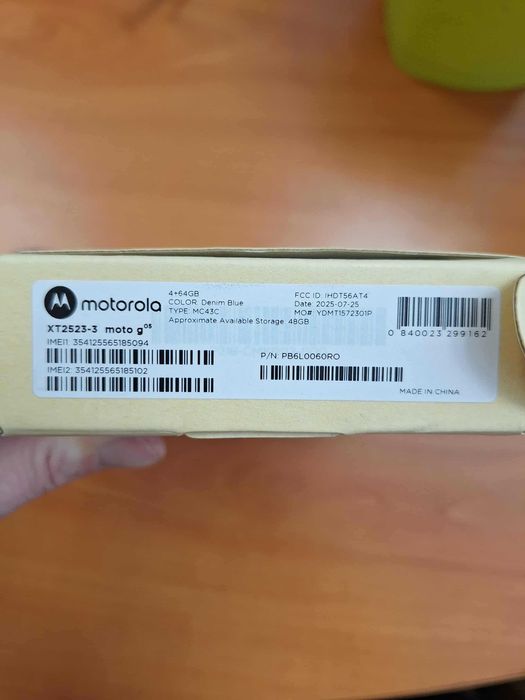 motorola
XT2523-3 moto g05
IMEI1: 354125565185094
IMEI2: 354125565185102
4+64GB
COLOR: Denim Blue
TYPE: MC43C
Approximate Available Storage: 48GB
FCC ID: IHDT56AT4
Date: 2025-07-25
MO#: YDMT1572301P
P/N: PB6L0060RO
0 840023 299162
MADE IN CHINA